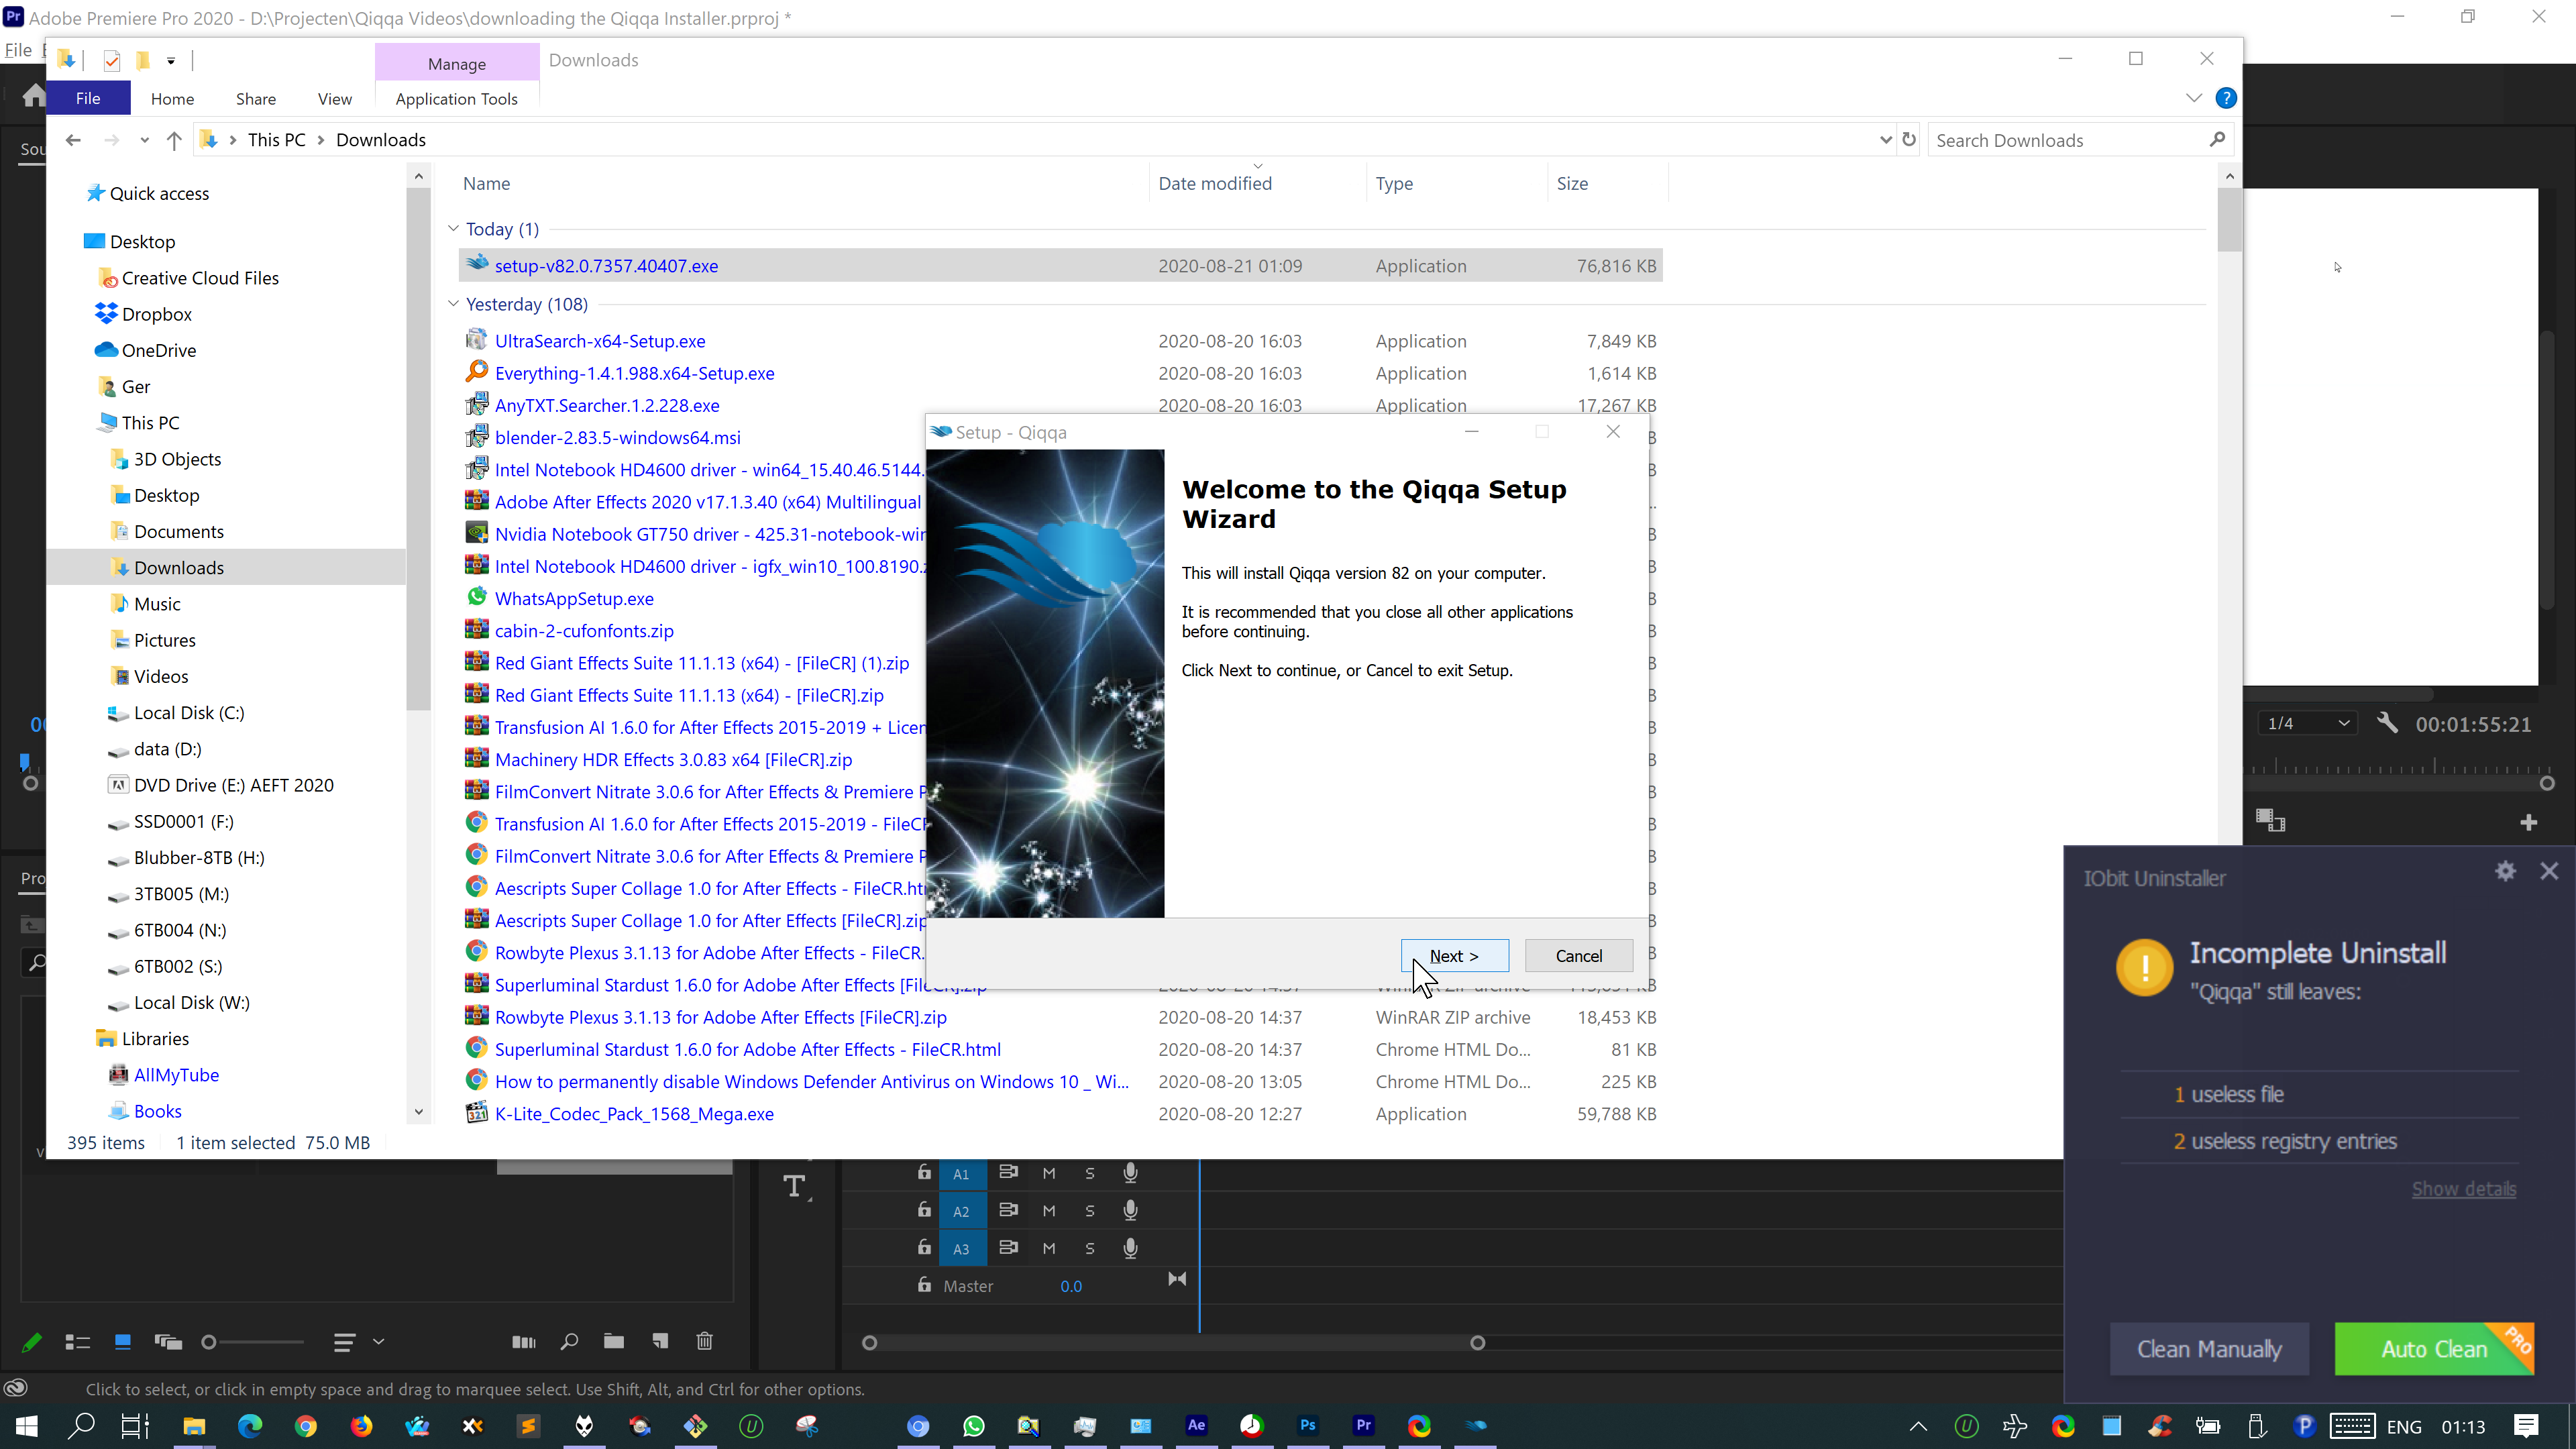 Adobe Premiere Pro 2020 - D:\Projecten\Qiqqa Videos\downloading the Qiqqa Installer.prproj *
File
Manage
Downloads
File
Home
Share
View
Application Tools
This PC
Downloads
Search Downloads
Sou
Quick access
Desktop
Creative Cloud Files
Dropbox
OneDrive
Ger
This PC
3D Objects
Desktop
Documents
Downloads
Music
Pictures
Videos
Local Disk (C:)
data (D:)
DVD Drive (E:) AEFT 2020
SSD0001 (F:)
Blubber-8TB (H:)
3TB005 (M:)
6TB004 (N:)
6TB002 (S:)
Local Disk (W:)
Libraries
AllMyTube
Books
Name Date modified Type Size
Today (1)
setup-v82.0.7357.40407.exe 2020-08-21 01:09 Application 76,816 KB
Yesterday (108)
UltraSearch-x64-Setup.exe 2020-08-20 16:03 Application 7,849 KB
Everything-1.4.1.988.x64-Setup.exe 2020-08-20 16:03 Application 1,614 KB
AnyTXT.Searcher.1.2.228.exe 2020-08-20 16:03 Application 17,267 KB
blender-2.83.5-windows64.msi
Intel Notebook HD4600 driver - win64_15.40.46.5144.
Adobe After Effects 2020 v17.1.3.40 (x64) Multilingual
Nvidia Notebook GT750 driver - 425.31-notebook-wi
Intel Notebook HD4600 driver - igfx_win10_100.8190.
WhatsAppSetup.exe
cabin-2-cufonfonts.zip
Red Giant Effects Suite 11.1.13 (x64) - [FileCR] (1).zip
Red Giant Effects Suite 11.1.13 (x64) - [FileCR].zip
Transfusion AI 1.6.0 for After Effects 2015-2019 + Licen
Machinery HDR Effects 3.0.83 x64 [FileCR].zip
FilmConvert Nitrate 3.0.6 for After Effects & Premiere P
Transfusion AI 1.6.0 for After Effects 2015-2019 - FileC
FilmConvert Nitrate 3.0.6 for After Effects & Premiere P
Aescripts Super Collage 1.0 for After Effects - FileCR.ht
Aescripts Super Collage 1.0 for After Effects [FileCR].zip
Rowbyte Plexus 3.1.13 for Adobe After Effects - FileCR.
Superluminal Stardust 1.6.0 for Adobe After Effects
Rowbyte Plexus 3.1.13 for Adobe After Effects [FileCR].zip 2020-08-20 14:37 WinRAR ZIP archive 18,453 KB
Superluminal Stardust 1.6.0 for Adobe After Effects - FileCR.html 2020-08-20 14:37 Chrome HTML Do... 81 KB
How to permanently disable Windows Defender Antivirus on Windows 10 _ Wi... 2020-08-20 13:05 Chrome HTML Do... 225 KB
K-Lite_Codec_Pack_1568_Mega.exe 2020-08-20 12:27 Application 59,788 KB
395 items 1 item selected 75.0 MB
Setup - Qiqqa
Welcome to the Qiqqa Setup
Wizard
This will install Qiqqa version 82 on your computer.
It is recommended that you close all other applications
before continuing.
Click Next to continue, or Cancel to exit Setup.
Next >
Cancel
1/4
00:01:55:21
Pro
IObit Uninstaller
Incomplete Uninstall
"Qiqqa" still leaves:
1 useless file
2 useless registry entries
Show details
Clean Manually
Auto Clean
PRO
A1 M S
A2 M S
A3 M S
Master 0.0
Click to select, or click in empty space and drag to marquee select. Use Shift, Alt, and Ctrl for other options.
Ae
Ps
Pr
ENG
01:13